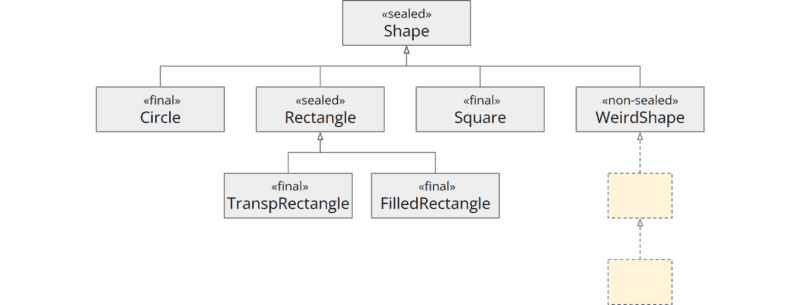 «sealed»
Shape
«final»
Circle
«sealed»
Rectangle
«final»
Square
«non-sealed»
WeirdShape
«final»
TranspRectangle
«final»
FilledRectangle